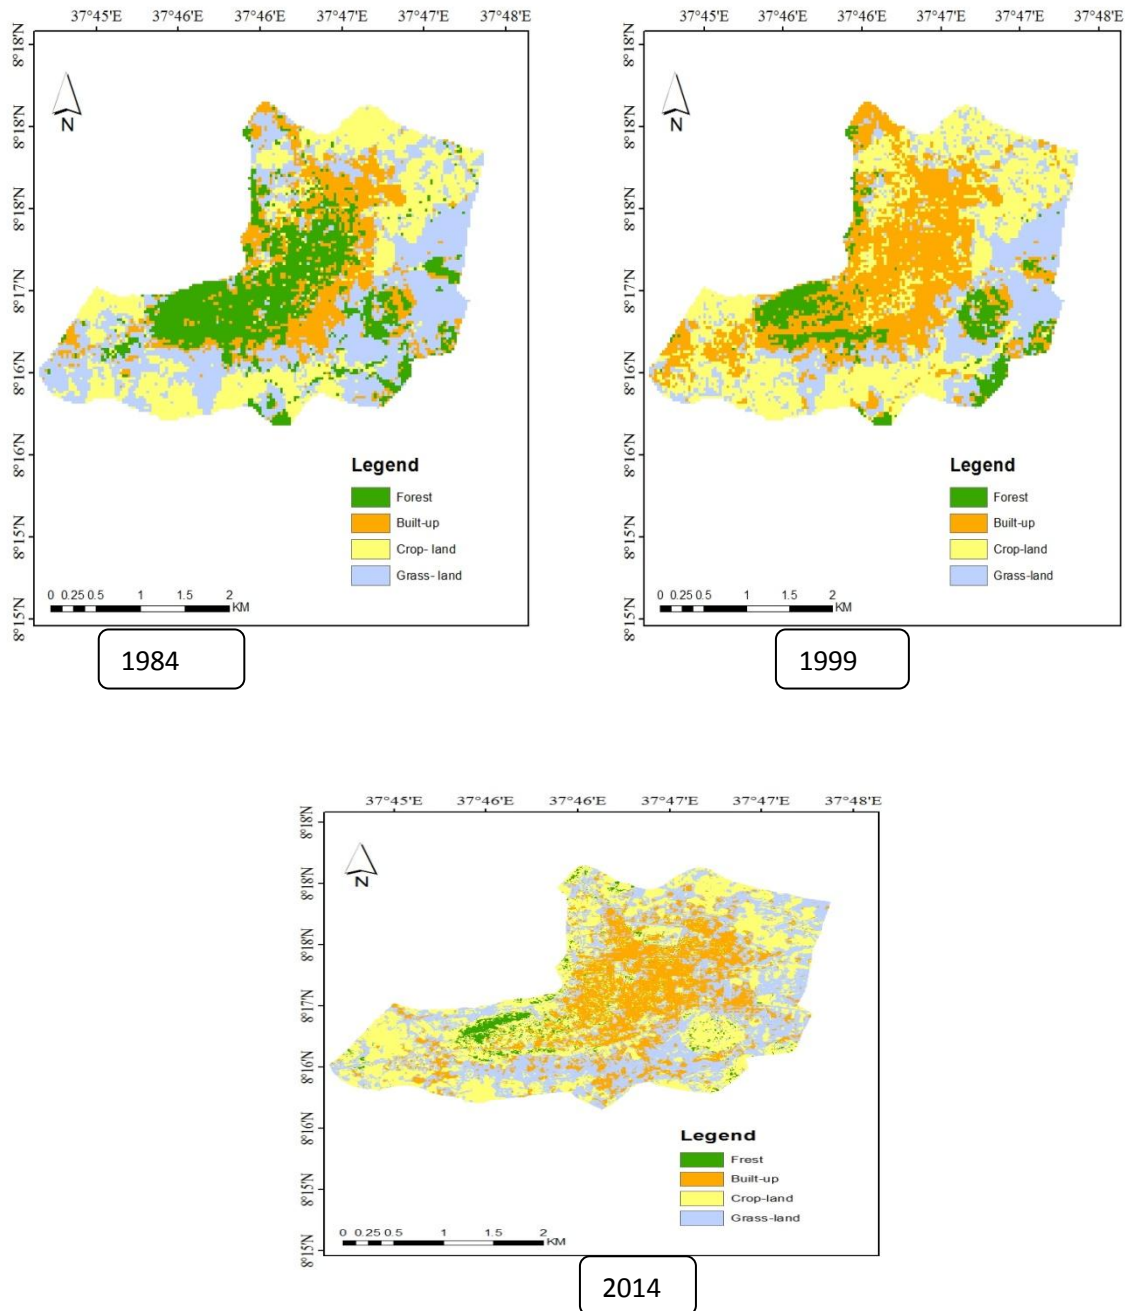 37°45'E 37°46'E 37°46'E 37°47'E 37°47'E 37°48'E
8°18'N
8°18'N
8°18'N
8°17'N
8°16'N
8°16'N
8°15'N
8°15'N
N
Legend
Forest
Built-up
Crop- land
Grass- land
0 0.25 0.5 1 1.5 2
KM
1984
37°45'E 37°46'E 37°46'E 37°47'E 37°47'E 37°48'E
8°18'N
8°18'N
8°18'N
8°17'N
8°16'N
8°16'N
8°15'N
8°15'N
N
Legend
Forest
Built-up
Crop-land
Grass-land
0 0.25 0.5 1 1.5 2
KM
1999
37°45'E 37°46'E 37°46'E 37°47'E 37°47'E 37°48'E
8°18'N
8°18'N
8°18'N
8°17'N
8°16'N
8°16'N
8°15'N
8°15'N
N
Legend
Frest
Built-up
Crop-land
Grass-land
0 0.25 0.5 1 1.5 2
KM
2014